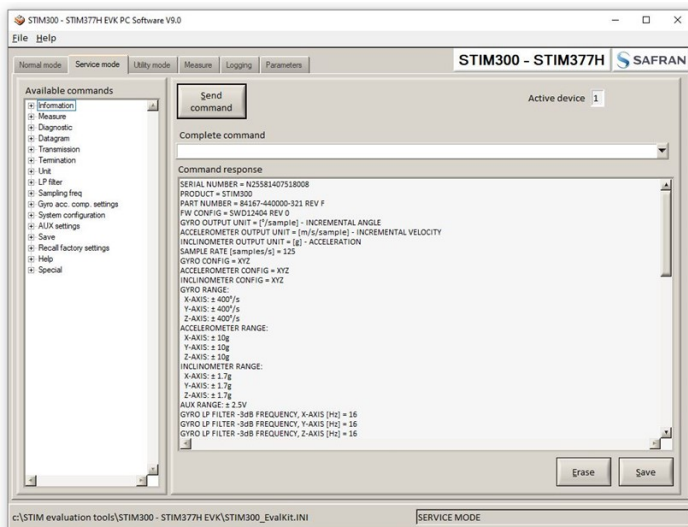 STIM300 - STIM377H EVK PC Software V9.0
File Help
Normal mode Service mode Utility mode Measure Logging Parameters
STIM300 - STIM377H SAFRAN
Available commands
Information
Measure
Diagnostic
Datagram
Transmission
Termination
Unit
LP filter
Sampling freq
Gyro acc. comp. settings
System configuration
AUX settings
Save
Recall factory settings
Help
Special
Send command
Active device 1
Complete command
Command response
SERIAL NUMBER = N25581407518008
PRODUCT = STIM300
PART NUMBER = 84167-440000-321 REV F
FW CONFIG = SWD12404 REV 0
GYRO OUTPUT UNIT = [°/sample] - INCREMENTAL ANGLE
ACCELEROMETER OUTPUT UNIT = [m/s/sample] - INCREMENTAL VELOCITY
INCLINOMETER OUTPUT UNIT = [g] - ACCELERATION
SAMPLE RATE [samples/s] = 125
GYRO CONFIG = XYZ
ACCELEROMETER CONFIG = XYZ
INCLINOMETER CONFIG = XYZ
GYRO RANGE:
X-AXIS: ± 400°/s
Y-AXIS: ± 400°/s
Z-AXIS: ± 400°/s
ACCELEROMETER RANGE:
X-AXIS: ± 10g
Y-AXIS: ± 10g
Z-AXIS: ± 10g
INCLINOMETER RANGE:
X-AXIS: ± 1.7g
Y-AXIS: ± 1.7g
Z-AXIS: ± 1.7g
AUX RANGE: ± 2.5V
GYRO LP FILTER -3dB FREQUENCY, X-AXIS [Hz] = 16
GYRO LP FILTER -3dB FREQUENCY, Y-AXIS [Hz] = 16
GYRO LP FILTER -3dB FREQUENCY, Z-AXIS [Hz] = 16
Erase Save
c:\STIM evaluation tools\STIM300 - STIM377H EVK\STIM300_EvalKit.INI
SERVICE MODE